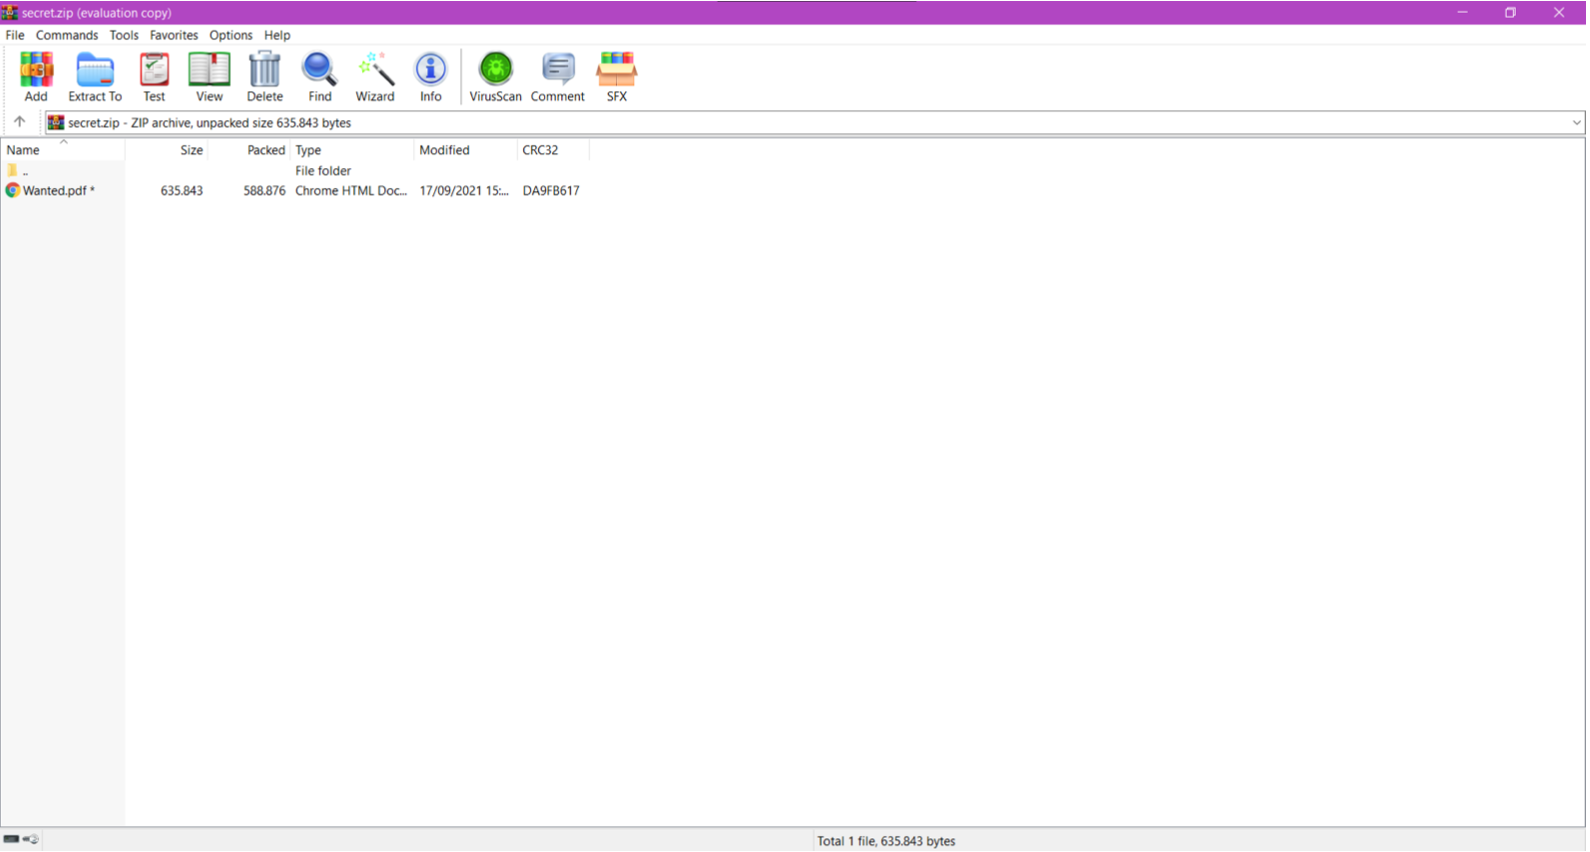 secret.zip (evaluation copy)
File Commands Tools Favorites Options Help
Add Extract To Test View Delete Find Wizard Info VirusScan Comment SFX
secret.zip - ZIP archive, unpacked size 635.843 bytes
Name Size Packed Type Modified CRC32
.. File folder
Wanted.pdf * 635.843 588.876 Chrome HTML Doc... 17/09/2021 15:... DA9FB617
Total 1 file, 635.843 bytes